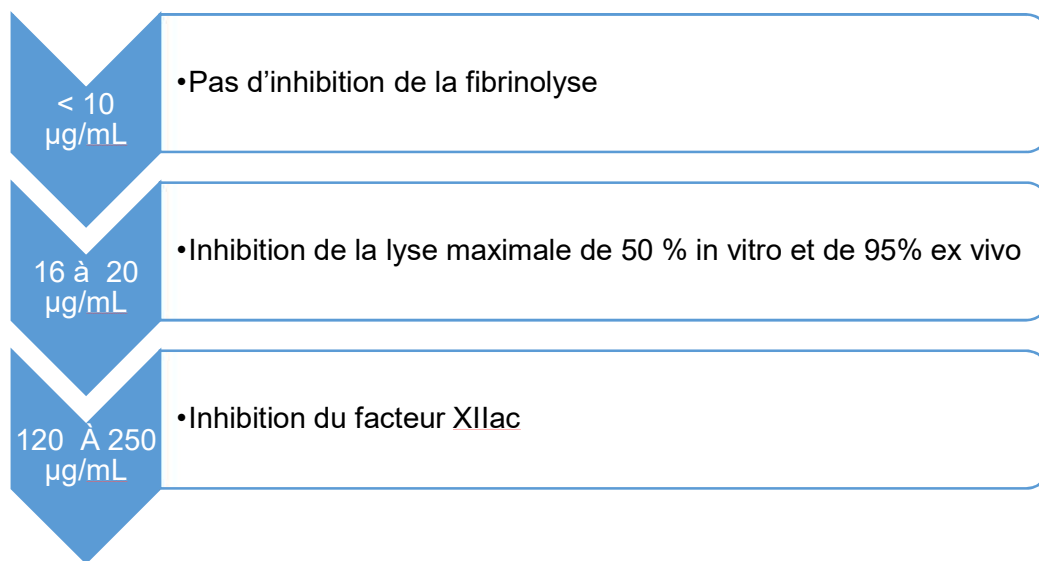 < 10
µg/mL
•Pas d’inhibition de la fibrinolyse
16 à  20
µg/mL
•Inhibition de la lyse maximale de 50 % in vitro et de 95% ex vivo
120  À 250
µg/mL
•Inhibition du facteur XIIac